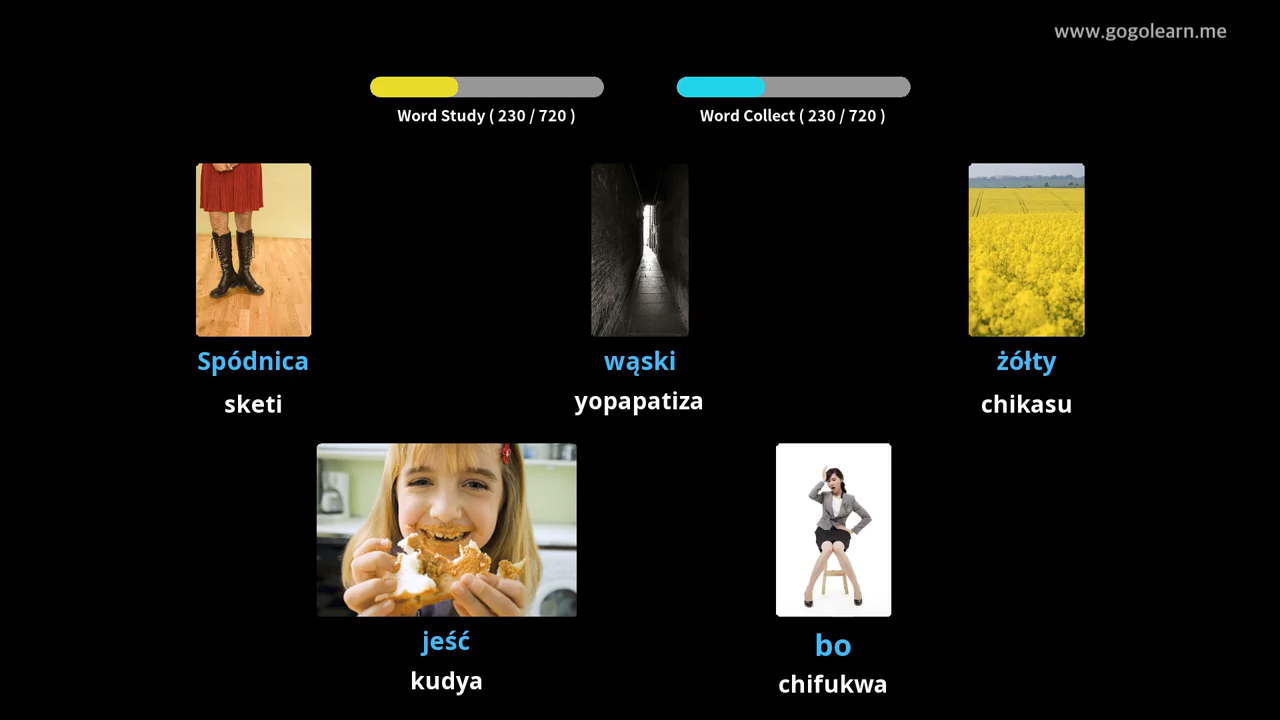 www.gogolearn.me
Word Study ( 230 / 720 )
Word Collect ( 230 / 720 )
Spódnica
sketi
wąski
yopapatiza
żółty
chikasu
jeść
kudya
bo
chifukwa